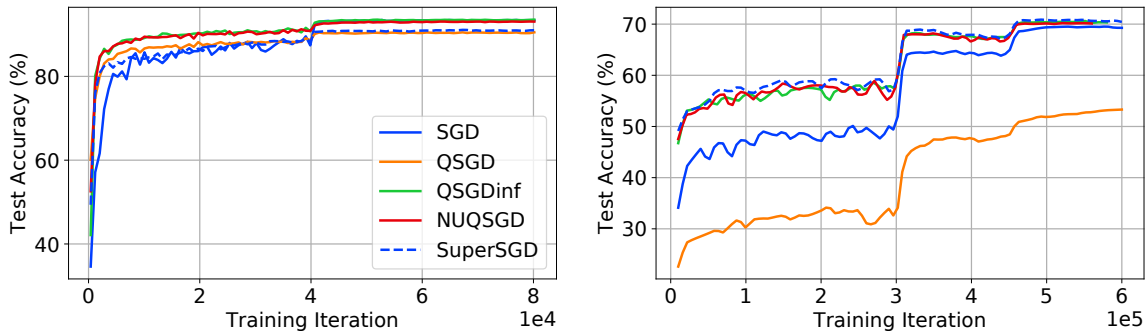 Test Accuracy (%)
80
60
40
SGD
QSGD
QSGDinf
NUQSGD
SuperSGD
0
2
4
6
8
1e4
Training Iteration
Test Accuracy (%)
70
60
50
40
30
0
1
2
3
4
5
6
1e5
Training Iteration